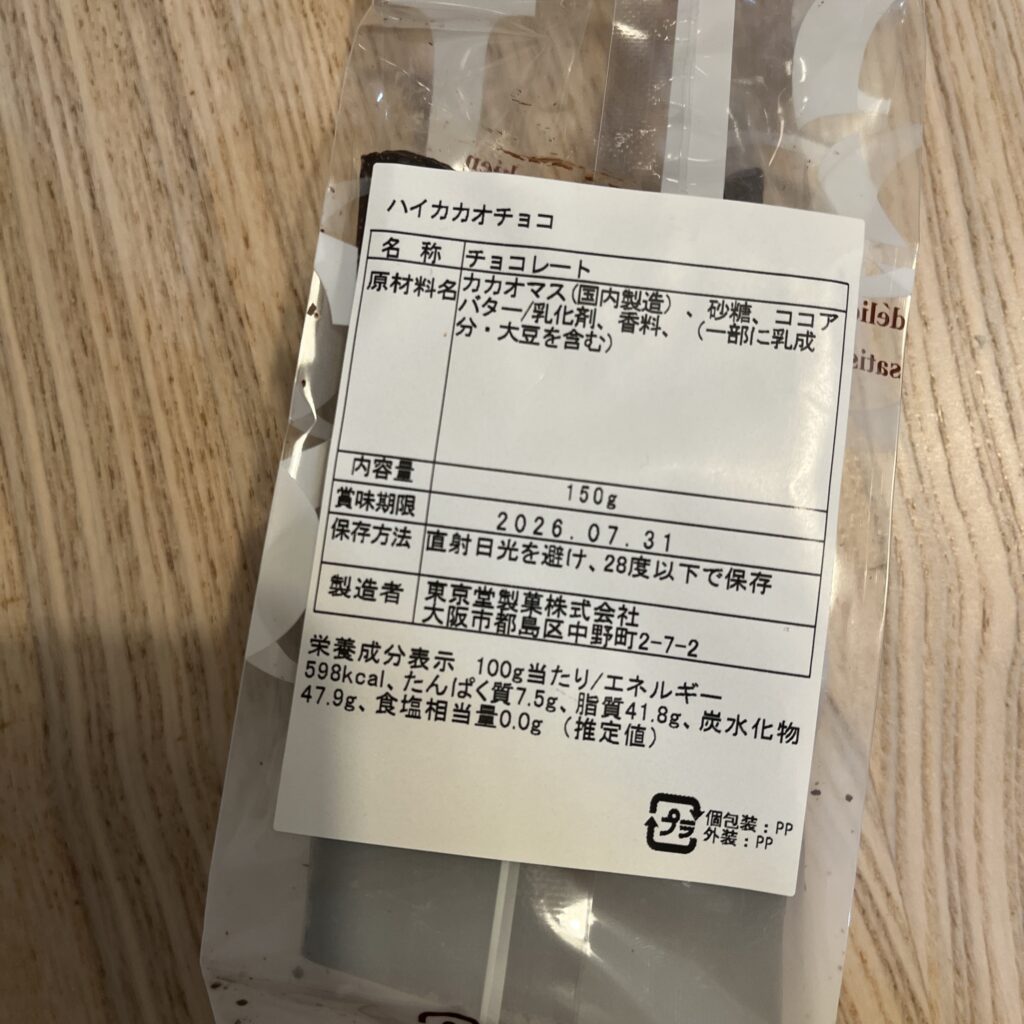 ハイカカオチョコ
名称 チョコレート
原材料名 カカオマス(国内製造)、砂糖、ココア
バター/乳化剤、香料、(一部に乳成
分・大豆を含む)
内容量 150g
賞味期限 2026.07.31
保存方法 直射日光を避け、28度以下で保存
製造者 東京堂製菓株式会社
大阪市都島区中野町2-7-2
栄養成分表示 100g当たり/エネルギー
598kcal、たんぱく質7.5g、脂質41.8g、炭水化物
47.9g、食塩相当量0.0g (推定値)
プラ
個包装:PP
外装:PP